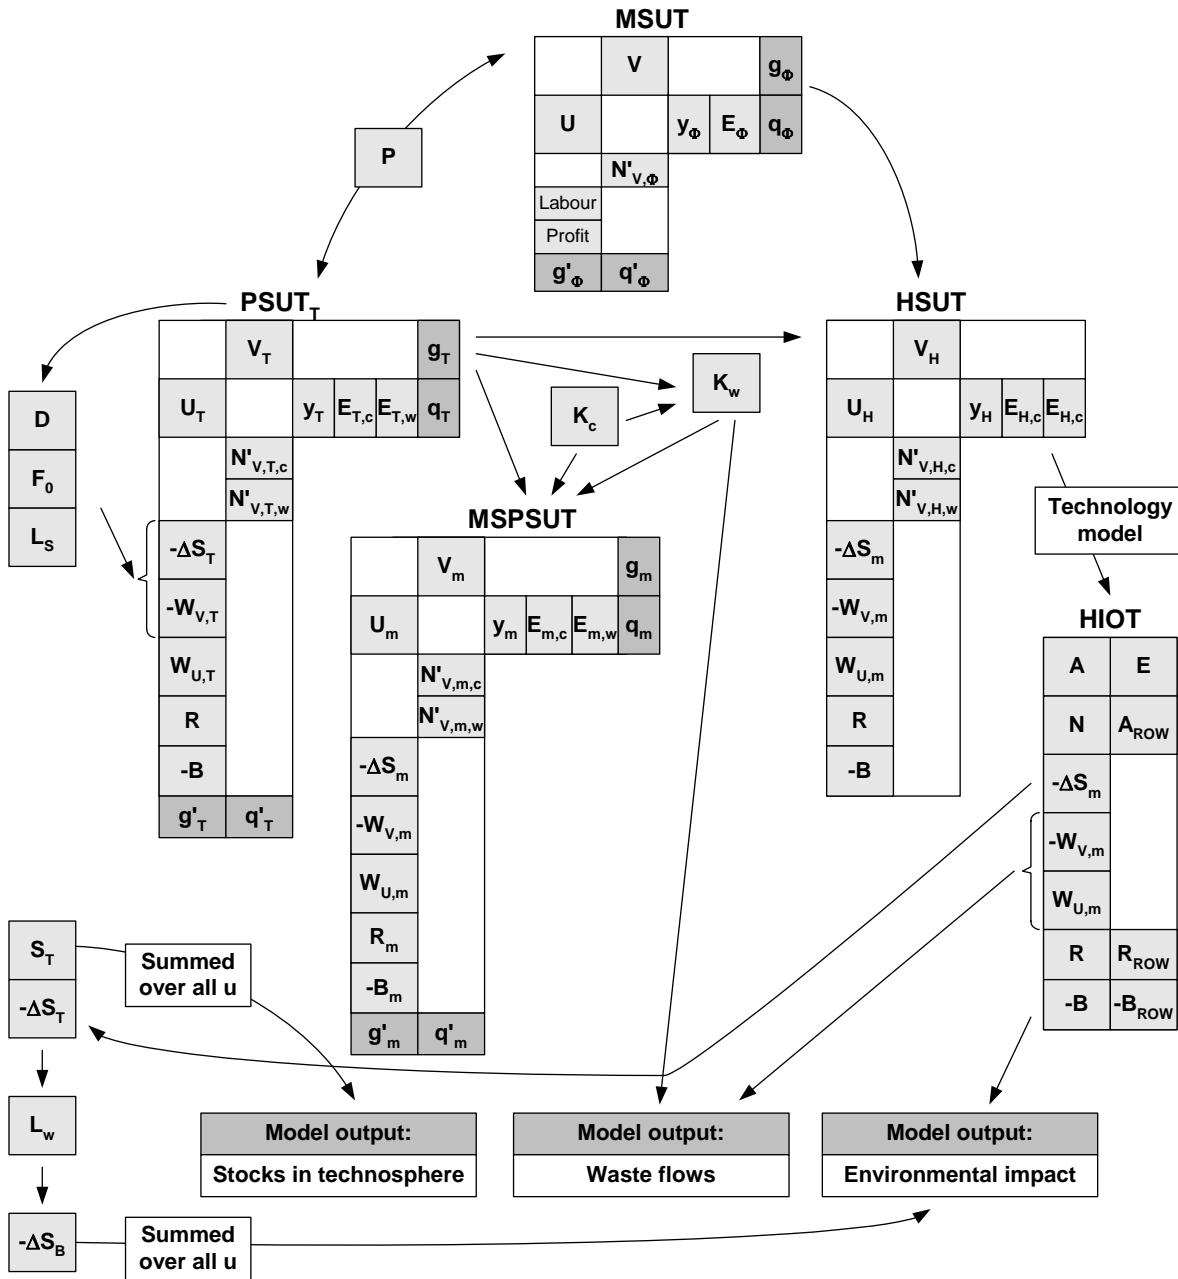 MSUT
V gΦ
U yΦ EΦ qΦ
P
N'V,Φ
Labour
Profit
g'Φ q'Φ
PSUTT
VT gT
UT yT ET,c ET,w qT
N'V,T,c
N'V,T,w
-ΔST
-WV,T
WU,T
R
-B
g'T q'T
D
F0
LS
Kc
Kw
HSUT
VH
UH yH EH,c EH,c
N'V,H,c
N'V,H,w
-ΔSm
-WV,m
WU,m
R
-B
MSPSUT
Vm gm
Um ym Em,c Em,w qm
N'V,m,c
N'V,m,w
-ΔSm
-WV,m
WU,m
Rm
-Bm
g'm q'm
Technology
model
HIOT
A E
N AROW
-ΔSm
-WV,m
WU,m
R RROW
-B -BROW
ST
-ΔST
Summed
over all u
Lw
-ΔSB
Summed
over all u
Model output:
Stocks in technosphere
Model output:
Waste flows
Model output:
Environmental impact